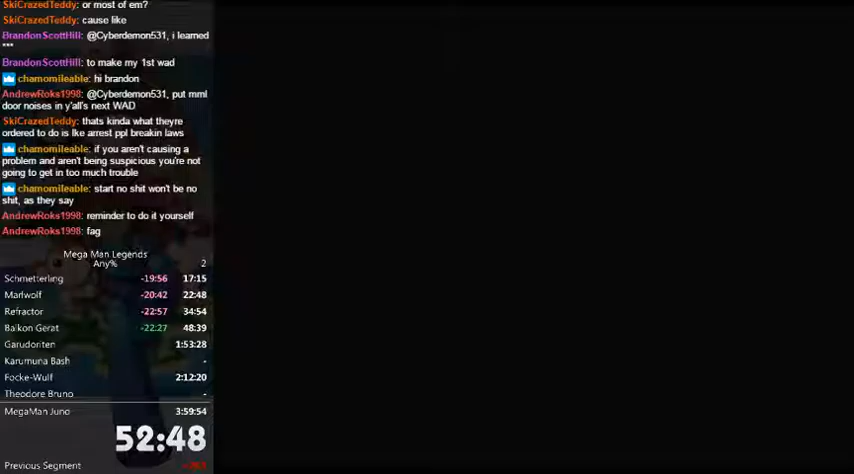 SkiCrazedTeddy: or most of em?
SkiCrazedTeddy: cause like
BrandonScottHill: @Cyberdemon531, i learned
***
BrandonScottHill: to make my 1st wad
chamomileable: hi brandon
AndrewRoks1998: @Cyberdemon531, put mml
door noises in y'all's next WAD
SkiCrazedTeddy: thats kinda what theyre
ordered to do is lke arrest ppl breakin laws
chamomileable: if you aren't causing a
problem and aren't being suspicious you're not
going to get in too much trouble
chamomileable: start no shit won't be no
shit, as they say
AndrewRoks1998: reminder to do it yourself
AndrewRoks1998: fag
Mega Man Legends
Any% 2
Schmetterling -19:56 17:15
Marlwolf -20:42 22:48
Refractor -22:57 34:54
Balkon Gerat -22:27 48:39
Garudoriten 1:53:28
Karumuna Bash -
Focke-Wulf 2:12:20
Theodore Bruno -
MegaMan Juno 3:59:54
52:48
Previous Segment